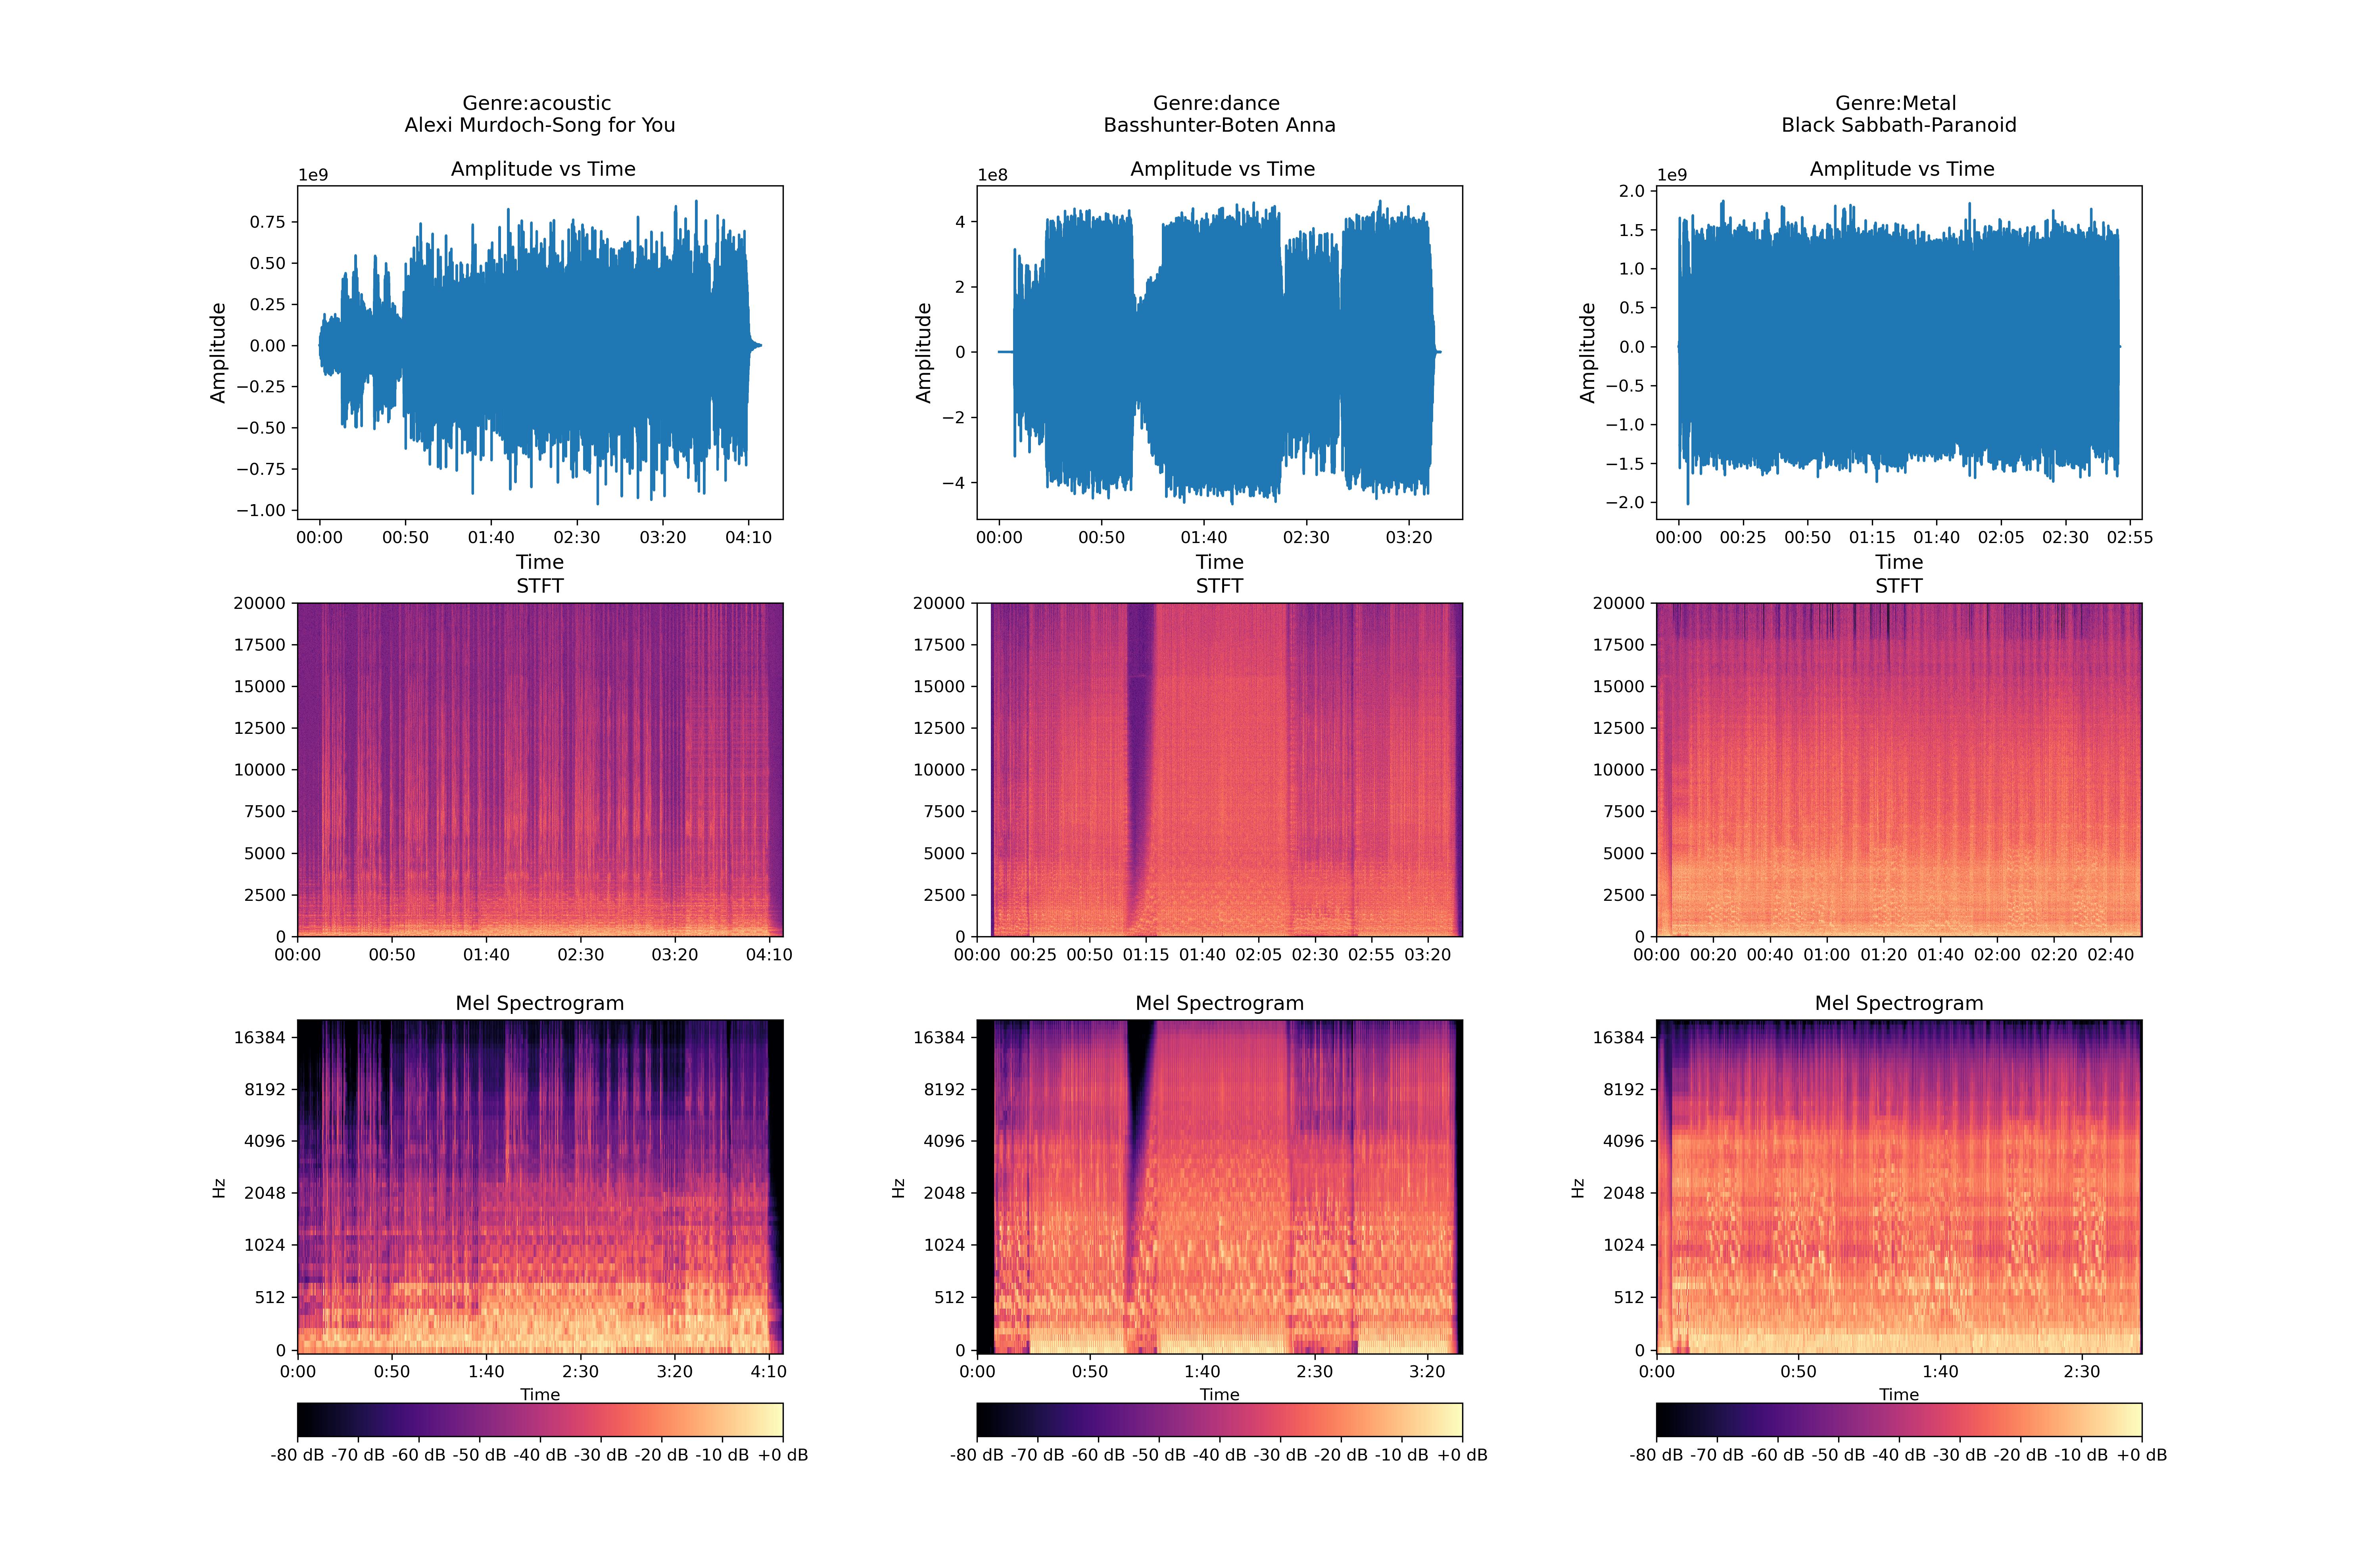 Genre:acoustic
Alexi Murdoch-Song for You
Genre:dance
Basshunter-Boten Anna
Genre:Metal
Black Sabbath-Paranoid
Amplitude vs Time
1e9
0.75
0.50
0.25
0.00
−0.25
−0.50
−0.75
−1.00
Amplitude
00:00 00:50 01:40 02:30 03:20 04:10
Time
Amplitude vs Time
1e8
4
2
0
−2
−4
Amplitude
00:00 00:50 01:40 02:30 03:20
Time
Amplitude vs Time
1e9
2.0
1.5
1.0
0.5
0.0
−0.5
−1.0
−1.5
−2.0
Amplitude
00:00 00:25 00:50 01:15 01:40 02:05 02:30 02:55
Time
STFT
20000
17500
15000
12500
10000
7500
5000
2500
0
00:00 00:50 01:40 02:30 03:20 04:10
STFT
20000
17500
15000
12500
10000
7500
5000
2500
0
00:00 00:25 00:50 01:15 01:40 02:05 02:30 02:55 03:20
STFT
20000
17500
15000
12500
10000
7500
5000
2500
0
00:00 00:20 00:40 01:00 01:20 01:40 02:00 02:20 02:40
Mel Spectrogram
16384
8192
4096
2048
1024
512
0
Hz
0:00 0:50 1:40 2:30 3:20 4:10
Time
-80 dB -70 dB -60 dB -50 dB -40 dB -30 dB -20 dB -10 dB +0 dB
Mel Spectrogram
16384
8192
4096
2048
1024
512
0
Hz
0:00 0:50 1:40 2:30 3:20
Time
-80 dB -70 dB -60 dB -50 dB -40 dB -30 dB -20 dB -10 dB +0 dB
Mel Spectrogram
16384
8192
4096
2048
1024
512
0
Hz
0:00 0:50 1:40 2:30
Time
-80 dB -70 dB -60 dB -50 dB -40 dB -30 dB -20 dB -10 dB +0 dB